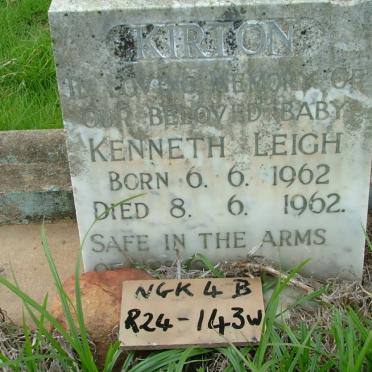 KIRTON
IN LOVING MEMORY OF
OUR BELOVED BABY
KENNETH LEIGH
BORN 6. 6. 1962
DIED 8. 6. 1962.
SAFE IN THE ARMS
OF
NGK 4 B
R24-143W